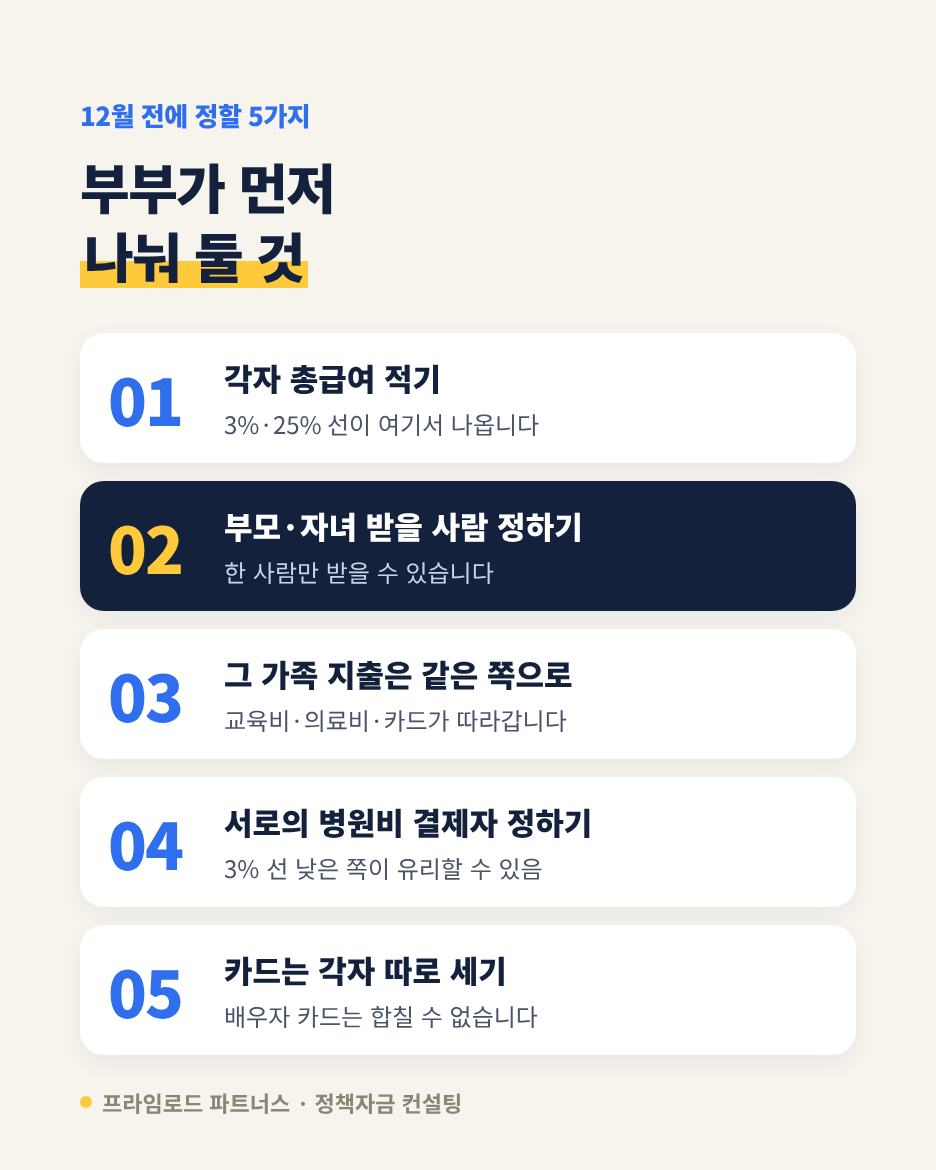 12월 전에 정할 5가지
부부가 먼저
나눠 둘 것
01
각자 총급여 적기
3%·25% 선이 여기서 나옵니다
02
부모·자녀 받을 사람 정하기
한 사람만 받을 수 있습니다
03
그 가족 지출은 같은 쪽으로
교육비·의료비·카드가 따라갑니다
04
서로의 병원비 결제자 정하기
3% 선 낮은 쪽이 유리할 수 있음
05
카드는 각자 따로 세기
배우자 카드는 합칠 수 없습니다
프라임로드 파트너스 · 정책자금 컨설팅